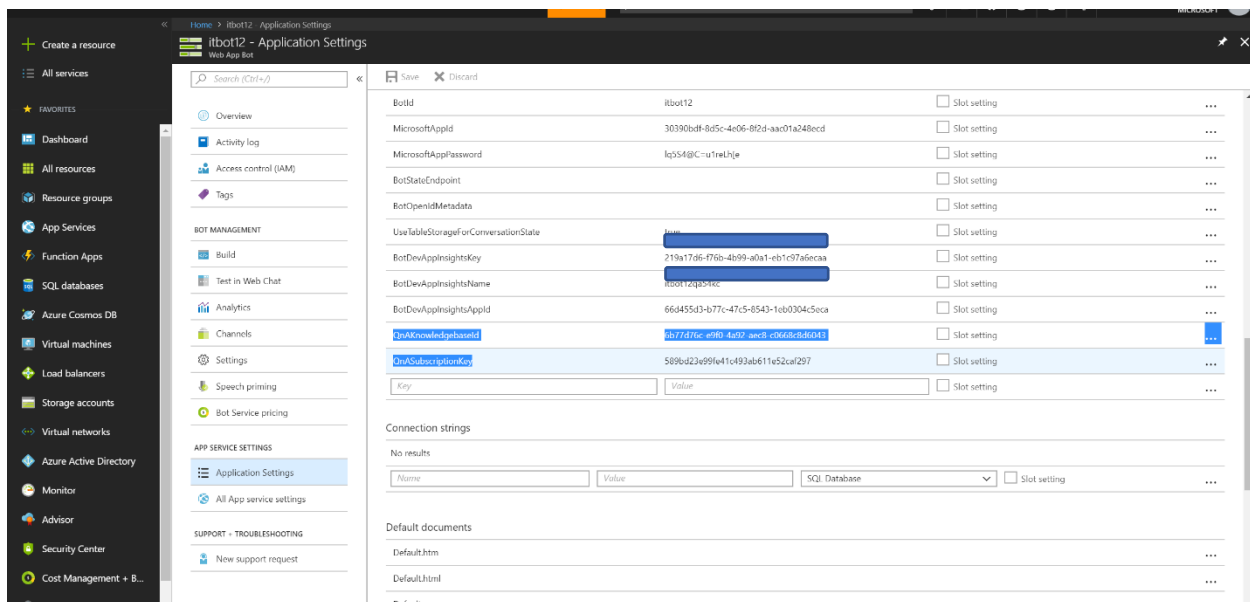 MICROSOFT
Home > itbot12 - Application Settings
itbot12 - Application Settings
Web App Bot
Create a resource
All services
FAVORITES
Dashboard
All resources
Resource groups
App Services
Function Apps
SQL databases
Azure Cosmos DB
Virtual machines
Load balancers
Storage accounts
Virtual networks
Azure Active Directory
Monitor
Advisor
Security Center
Cost Management + B...
Search (Ctrl+/)
Overview
Activity log
Access control (IAM)
Tags
BOT MANAGEMENT
Build
Test in Web Chat
Analytics
Channels
Settings
Speech priming
Bot Service pricing
APP SERVICE SETTINGS
Application Settings
All App service settings
SUPPORT + TROUBLESHOOTING
New support request
Save Discard
BotId itbot12 Slot setting ...
MicrosoftAppId 30390bdf-8d5c-4e06-8f2d-aac01a248ecd Slot setting ...
MicrosoftAppPassword Slot setting ...
BotStateEndpoint Slot setting ...
BotOpenIdMetadata Slot setting ...
UseTableStorageForConversationState Slot setting ...
BotDevAppInsightsKey 219a17d6-f76b-4b99-a0a1-eb1c97a6ecaa Slot setting ...
BotDevAppInsightsName itbot12qa54kc Slot setting ...
BotDevAppInsightsAppId 66d455d3-b77c-47c5-8543-1eb0304c5eca Slot setting ...
QnAKnowledgebaseId 6b77d76c-e9f0-4a92-aec8-c0668c8d6043 Slot setting ...
QnASubscriptionKey 589bd23e99fe41c493ab611e52caf297 Slot setting ...
Key Value Slot setting ...
Connection strings
No results
Name Value SQL Database Slot setting ...
Default documents
Default.htm ...
Default.html ...